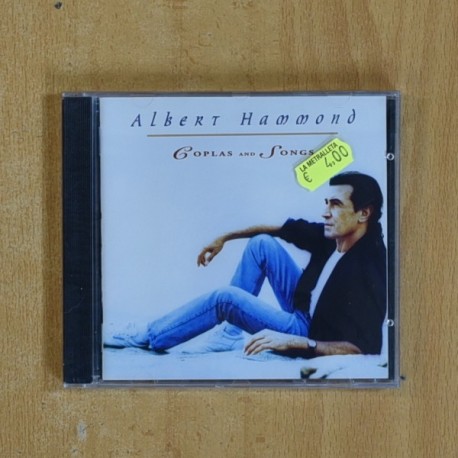 Albert Hammond
Coplas and Songs
LA METRALLETA
€ 4,00